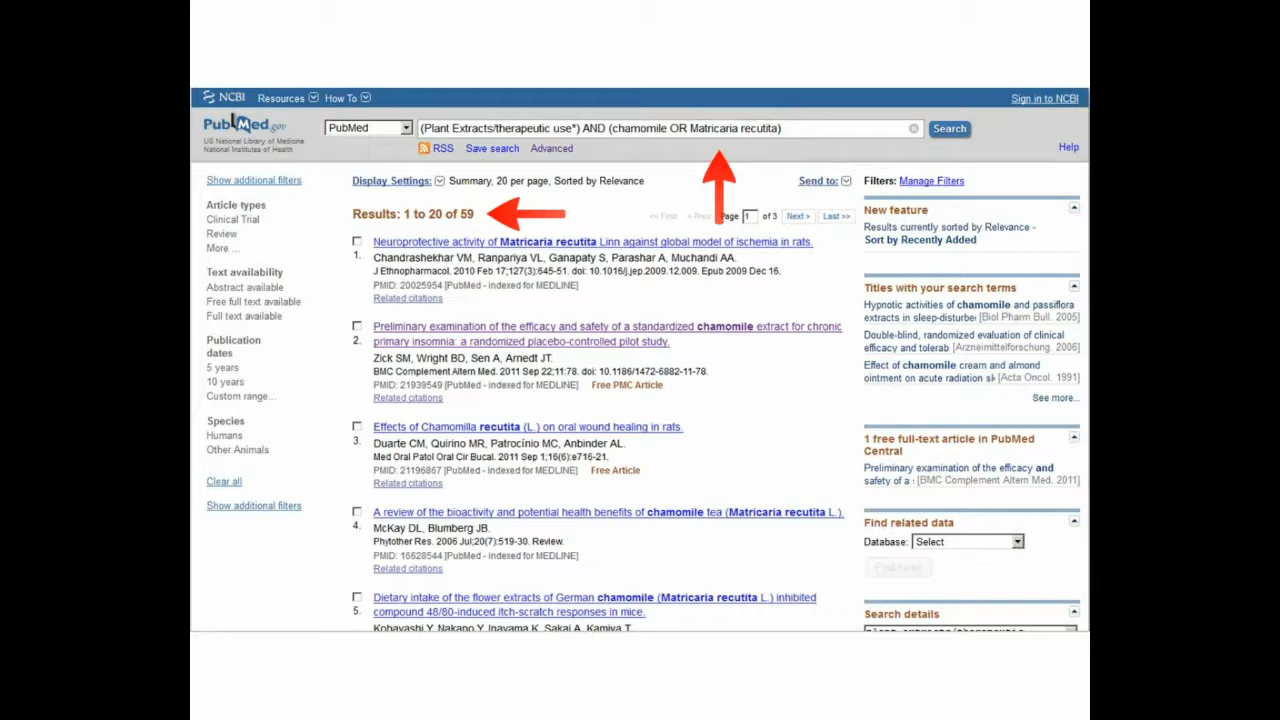 NCBI Resources How To Sign in to NCBI
PubMed.gov
US National Library of Medicine
National Institutes of Health
PubMed
(Plant Extracts/therapeutic use*) AND (chamomile OR Matricaria recutita)
Search
RSS Save search Advanced
Help
Show additional filters
Article types
Clinical Trial
Review
More ...
Text availability
Abstract available
Free full text available
Full text available
Publication
dates
5 years
10 years
Custom range...
Species
Humans
Other Animals
Clear all
Show additional filters
Display Settings: Summary, 20 per page, Sorted by Relevance
Send to:
Results: 1 to 20 of 59
<< First < Prev Page 1 of 3 Next > Last >>
Neuroprotective activity of Matricaria recutita Linn against global model of ischemia in rats.
1. Chandrashekhar VM, Ranpariya VL, Ganapaty S, Parashar A, Muchandi AA.
J Ethnopharmacol. 2010 Feb 17;127(3):645-51. doi: 10.1016/j.jep.2009.12.009. Epub 2009 Dec 16.
PMID: 20025954 [PubMed - indexed for MEDLINE]
Related citations
Preliminary examination of the efficacy and safety of a standardized chamomile extract for chronic
2. primary insomnia: a randomized placebo-controlled pilot study.
Zick SM, Wright BD, Sen A, Arnedt JT.
BMC Complement Altern Med. 2011 Sep 22;11:78. doi: 10.1186/1472-6882-11-78.
PMID: 21939549 [PubMed - indexed for MEDLINE] Free PMC Article
Related citations
Effects of Chamomilla recutita (L.) on oral wound healing in rats.
3. Duarte CM, Quirino MR, Patrocínio MC, Anbinder AL.
Med Oral Patol Oral Cir Bucal. 2011 Sep 1;16(6):e716-21.
PMID: 21196867 [PubMed - indexed for MEDLINE] Free Article
Related citations
A review of the bioactivity and potential health benefits of chamomile tea (Matricaria recutita L.).
4. McKay DL, Blumberg JB.
Phytother Res. 2006 Jul;20(7):519-30. Review.
PMID: 16628544 [PubMed - indexed for MEDLINE]
Related citations
Dietary intake of the flower extracts of German chamomile (Matricaria recutita L.) inhibited
5. compound 48/80-induced itch-scratch responses in mice.
Kobayashi Y, Nakano Y, Inayama K, Sakai A, Kamiya T.
Filters: Manage Filters
New feature
Results currently sorted by Relevance -
Sort by Recently Added
Titles with your search terms
Hypnotic activities of chamomile and passiflora
extracts in sleep-disturbe [Biol Pharm Bull. 2005]
Double-blind, randomized evaluation of clinical
efficacy and tolerab [Arzneimittelforschung. 2006]
Effect of chamomile cream and almond
ointment on acute radiation sk [Acta Oncol. 1991]
See more...
1 free full-text article in PubMed
Central
Preliminary examination of the efficacy and
safety of a [BMC Complement Altern Med. 2011]
Find related data
Database: Select
Find items
Search details